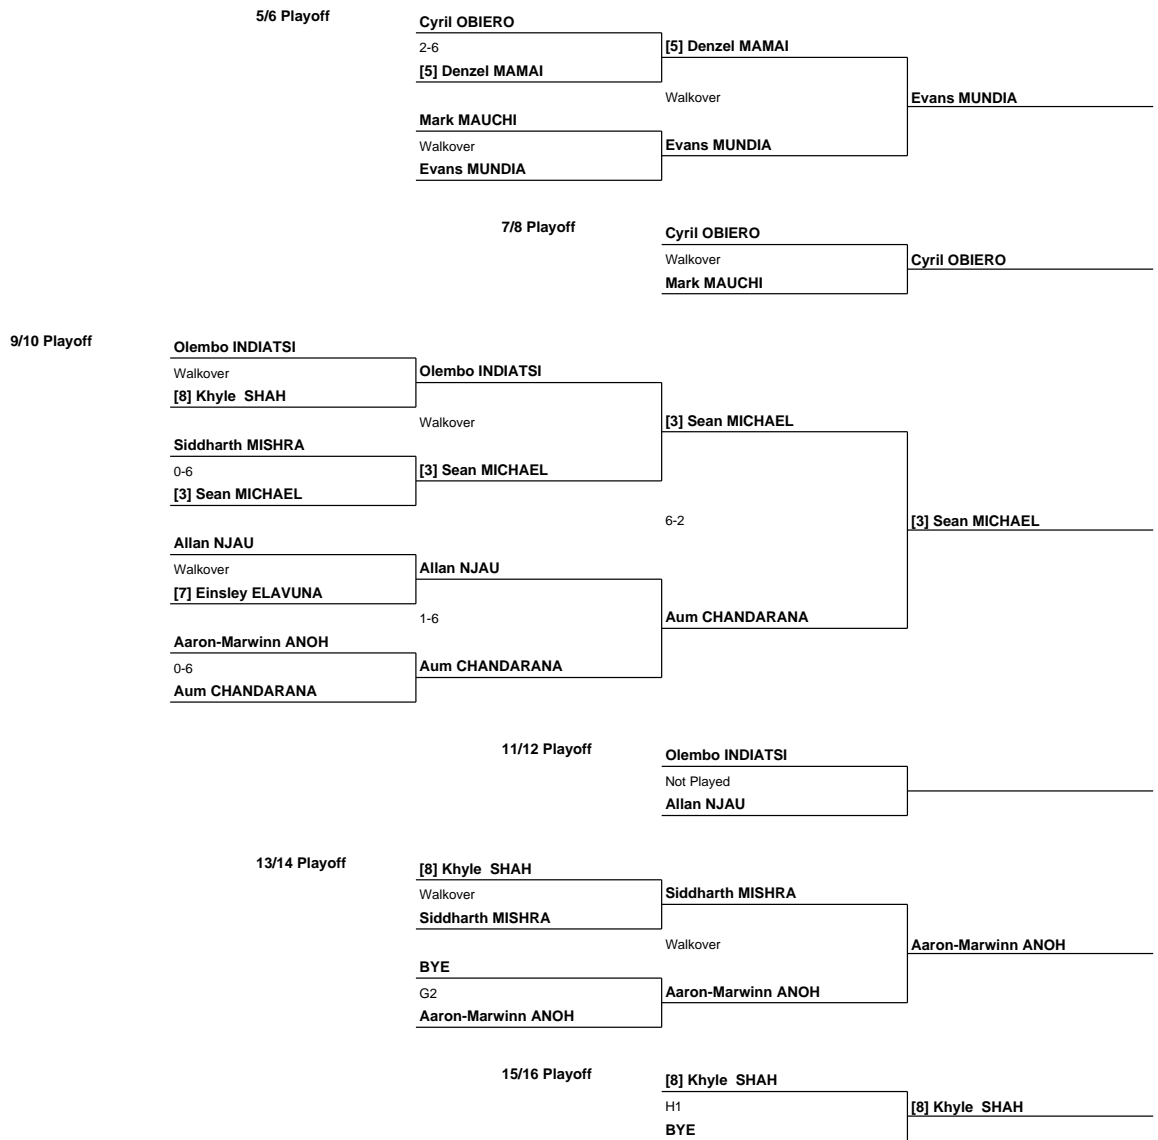 5/6 Playoff
Cyril OBIERO
2-6
[5] Denzel MAMAI
[5] Denzel MAMAI
Walkover
Evans MUNDIA
Mark MAUCHI
Walkover
Evans MUNDIA
Evans MUNDIA
7/8 Playoff
Cyril OBIERO
Walkover
Cyril OBIERO
Mark MAUCHI
9/10 Playoff
Olembo INDIATSI
Walkover
Olembo INDIATSI
[8] Khyle  SHAH
Walkover
[3] Sean MICHAEL
Siddharth MISHRA
0-6
[3] Sean MICHAEL
[3] Sean MICHAEL
6-2
[3] Sean MICHAEL
Allan NJAU
Walkover
Allan NJAU
[7] Einsley ELAVUNA
1-6
Aum CHANDARANA
Aaron-Marwinn ANOH
0-6
Aum CHANDARANA
Aum CHANDARANA
11/12 Playoff
Olembo INDIATSI
Not Played
Allan NJAU
13/14 Playoff
[8] Khyle  SHAH
Walkover
Siddharth MISHRA
Siddharth MISHRA
Walkover
Aaron-Marwinn ANOH
BYE
G2
Aaron-Marwinn ANOH
Aaron-Marwinn ANOH
15/16 Playoff
[8] Khyle  SHAH
H1
[8] Khyle  SHAH
BYE